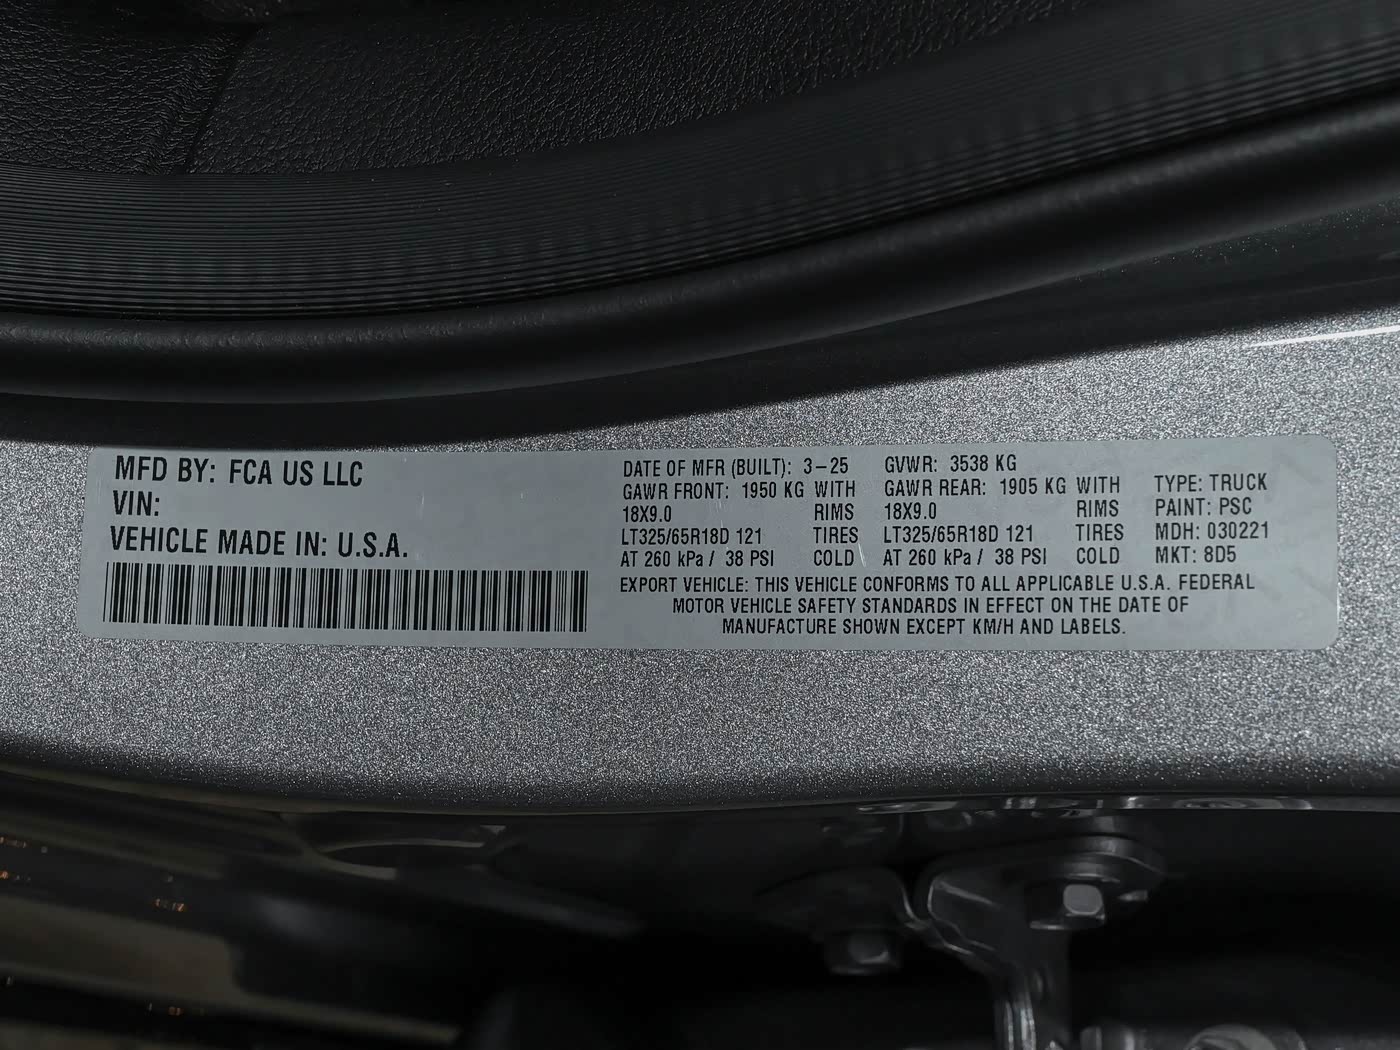 MFD BY: FCA US LLC
VIN:
VEHICLE MADE IN: U.S.A.
DATE OF MFR (BUILT): 3-25 GVWR: 3538 KG
GAWR FRONT: 1950 KG WITH GAWR REAR: 1905 KG WITH TYPE: TRUCK
18X9.0 RIMS 18X9.0 RIMS PAINT: PSC
LT325/65R18D 121 TIRES LT325/65R18D 121 TIRES MDH: 030221
AT 260 kPa / 38 PSI COLD AT 260 kPa / 38 PSI COLD MKT: 8D5
EXPORT VEHICLE: THIS VEHICLE CONFORMS TO ALL APPLICABLE U.S.A. FEDERAL
MOTOR VEHICLE SAFETY STANDARDS IN EFFECT ON THE DATE OF
MANUFACTURE SHOWN EXCEPT KM/H AND LABELS.